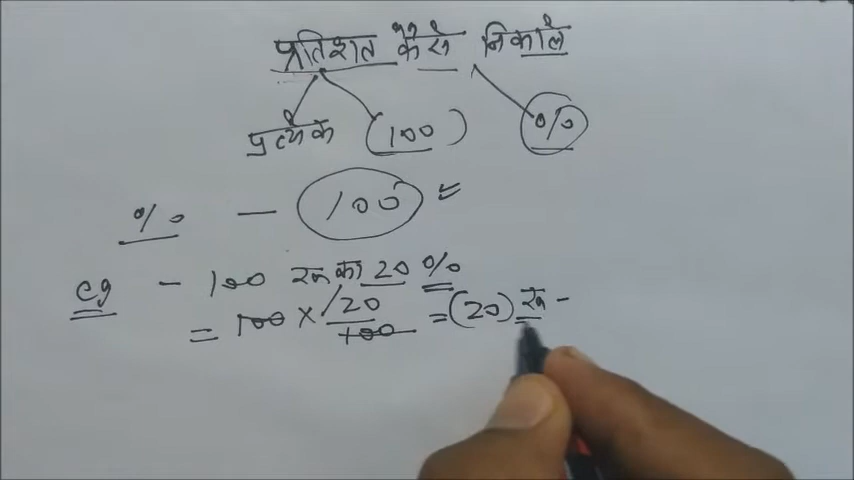 प्रतिशत कैसे निकाले
प्रत्येक (100) %
% — 100
eg - 100 रू का 20 %
= 100 × 20/100 = (20) रू -